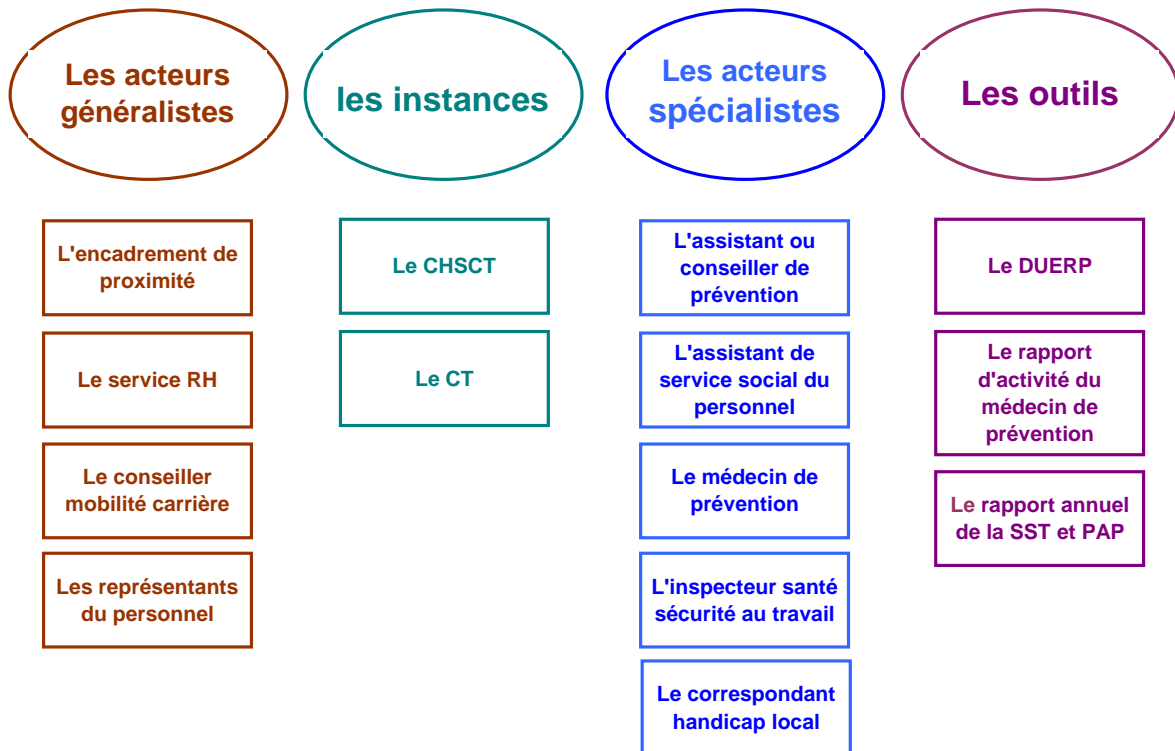 Les acteurs
généralistes
L'encadrement de
proximité
Le service RH
Le conseiller
mobilité carrière
Les représentants
du personnel
les instances
Le CHSCT
Le CT
Les acteurs
spécialistes
L'assistant ou
conseiller de
prévention
L'assistant de
service social du
personnel
Le médecin de
prévention
L'inspecteur santé
sécurité au travail
Le correspondant
handicap local
Les outils
Le DUERP
Le rapport
d'activité du
médecin de
prévention
Le rapport annuel
de la SST et PAP